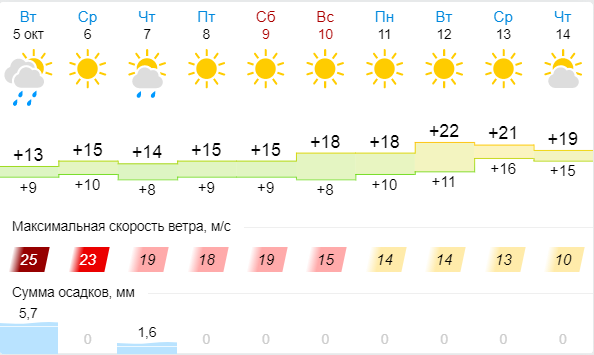 Вт Ср Чт Пт Сб Вс Пн Вт Ср Чт
5 окт 6 7 8 9 10 11 12 13 14
+13 +15 +14 +15 +15 +18 +18 +22 +21 +19
+9 +10 +8 +9 +9 +8 +10 +11 +16 +15
Максимальная скорость ветра, м/с
25 23 19 18 19 15 14 14 13 10
Сумма осадков, мм
5,7 0 1,6 0 0 0 0 0 0 0